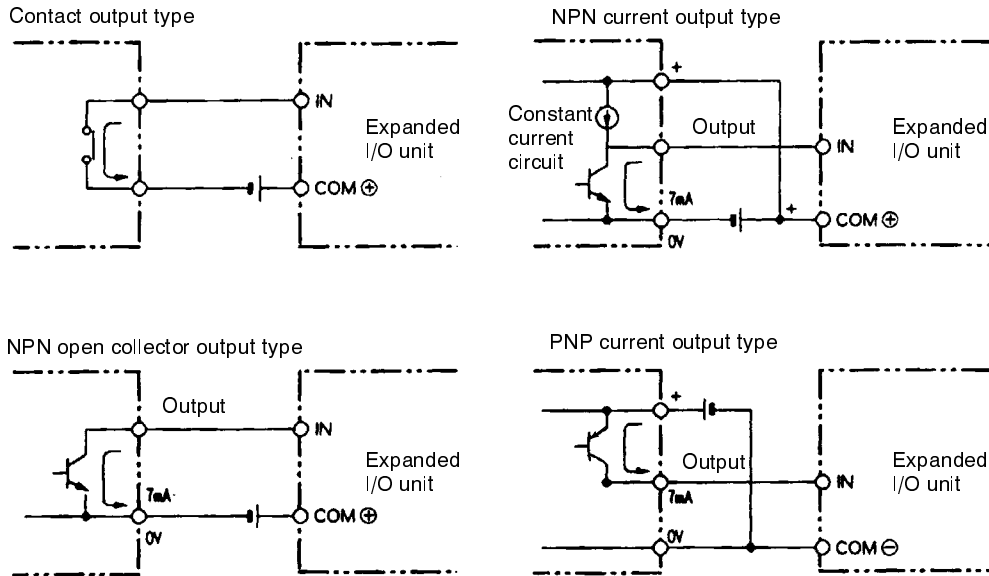 Contact output type
IN
Expanded
I/O unit
COM ⊕
NPN current output type
+
Constant
current
circuit
Output
IN
7mA
+
COM ⊕
0V
NPN open collector output type
Output
IN
Expanded
I/O unit
7mA
COM ⊕
0V
PNP current output type
+
Output
IN
Expanded
I/O unit
7mA
0V
COM ⊖